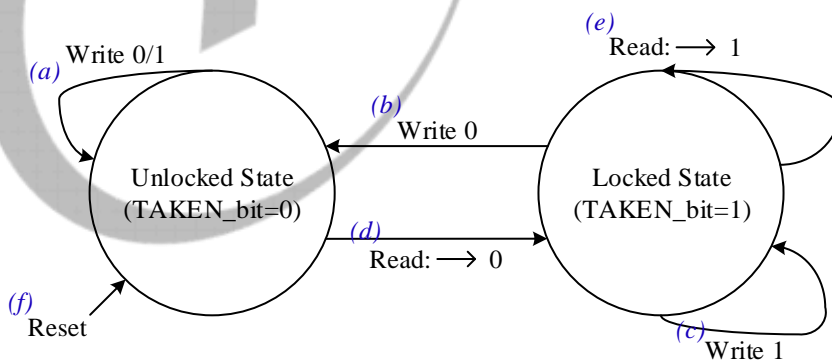 (e)
Read: → 1
(a)
Write 0/1
(b)
Write 0
Unlocked State
(TAKEN_bit=0)
Locked State
(TAKEN_bit=1)
(d)
Read: → 0
(f)
Reset
(c)
Write 1